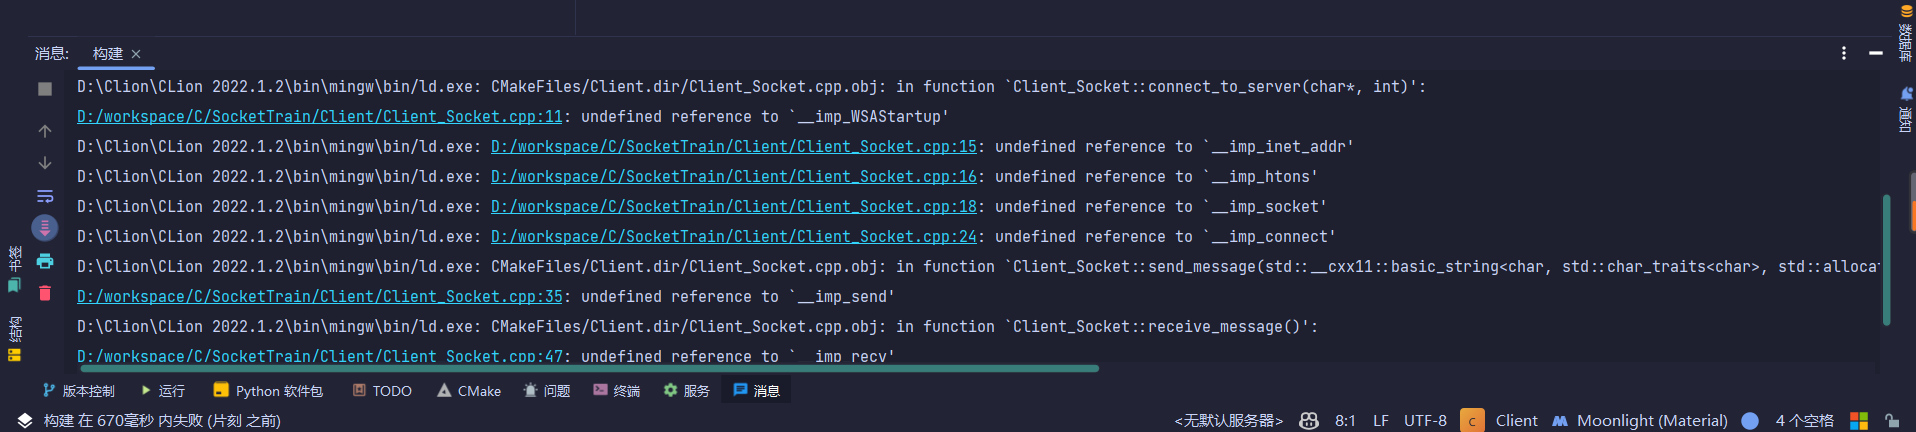 消息: 构建
D:\Clion\CLion 2022.1.2\bin\mingw\bin/ld.exe: CMakeFiles/Client.dir/Client_Socket.cpp.obj: in function `Client_Socket::connect_to_server(char*, int)':
D:/workspace/C/SocketTrain/Client/Client_Socket.cpp:11: undefined reference to `__imp_WSAStartup'
D:\Clion\CLion 2022.1.2\bin\mingw\bin/ld.exe: D:/workspace/C/SocketTrain/Client/Client_Socket.cpp:15: undefined reference to `__imp_inet_addr'
D:\Clion\CLion 2022.1.2\bin\mingw\bin/ld.exe: D:/workspace/C/SocketTrain/Client/Client_Socket.cpp:16: undefined reference to `__imp_htons'
D:\Clion\CLion 2022.1.2\bin\mingw\bin/ld.exe: D:/workspace/C/SocketTrain/Client/Client_Socket.cpp:18: undefined reference to `__imp_socket'
D:\Clion\CLion 2022.1.2\bin\mingw\bin/ld.exe: D:/workspace/C/SocketTrain/Client/Client_Socket.cpp:24: undefined reference to `__imp_connect'
D:\Clion\CLion 2022.1.2\bin\mingw\bin/ld.exe: CMakeFiles/Client.dir/Client_Socket.cpp.obj: in function `Client_Socket::send_message(std::__cxx11::basic_string<char, std::char_traits<char>, std::alloca
D:/workspace/C/SocketTrain/Client/Client_Socket.cpp:35: undefined reference to `__imp_send'
D:\Clion\CLion 2022.1.2\bin\mingw\bin/ld.exe: CMakeFiles/Client.dir/Client_Socket.cpp.obj: in function `Client_Socket::receive_message()':
D:/workspace/C/SocketTrain/Client/Client_Socket.cpp:47: undefined reference to `__imp_recv'
书签
结构
数据库
通知
版本控制 运行 Python 软件包 TODO CMake 问题 终端 服务 消息
构建 在 670毫秒 内失败 (片刻 之前) <无默认服务器> 8:1 LF UTF-8 C Client Moonlight (Material) 4 个空格